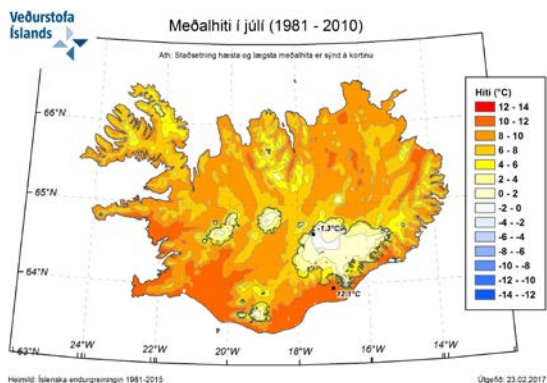 Veðurstofa
Íslands
Meðalhiti í júlí (1981 - 2010)
Ath: Staðsetning hæsta og lægsta meðalhita er sýnd á kortinu
66°N
65°N
64°N
63°N
24°W
22°W
20°W
18°W
16°W
14°W
-1.3°C
12.1°C
Hiti (°C)
12 - 14
10 - 12
8 - 10
6 - 8
4 - 6
2 - 4
0 - 2
-2 - 0
-4 - -2
-6 - -4
-8 - -6
-10 - -8
-12 - -10
-14 - -12
Heimild: Íslenska endurgreiningin 1981-2015
Útgefið: 23.02.2017